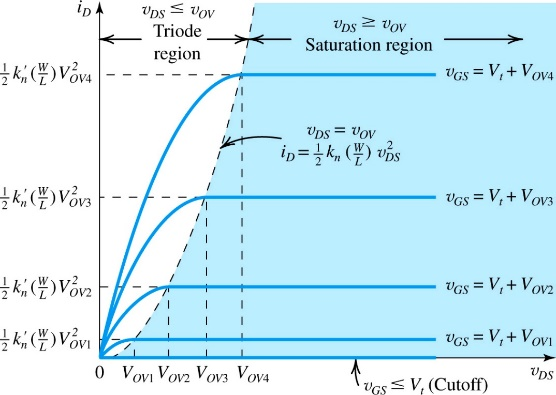 i_D
v_DS ≤ v_OV
Triode
region
v_DS ≥ v_OV
Saturation region
½ k′_n (W/L) V²_OV4
v_GS = V_t + V_OV4
v_DS = v_OV
i_D = ½ k_n (W/L) v²_DS
½ k′_n (W/L) V²_OV3
v_GS = V_t + V_OV3
½ k′_n (W/L) V²_OV2
v_GS = V_t + V_OV2
½ k′_n (W/L) V²_OV1
v_GS = V_t + V_OV1
0 V_OV1 V_OV2 V_OV3 V_OV4
v_DS
v_GS ≤ V_t (Cutoff)